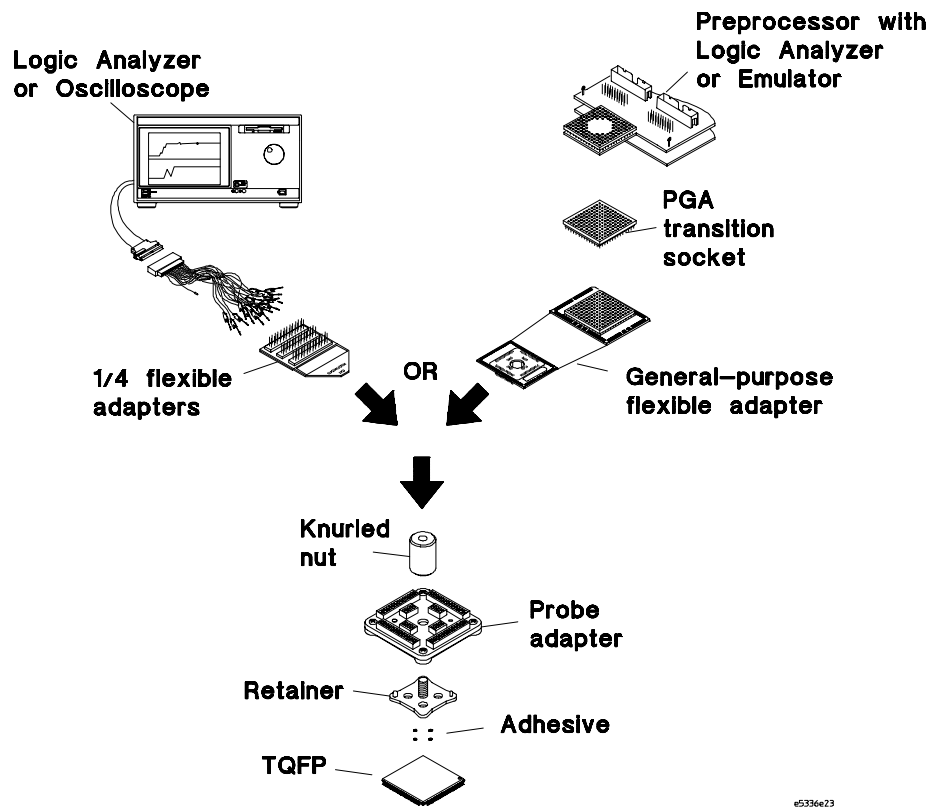 Logic Analyzer
or Oscilloscope
Preprocessor with
Logic Analyzer
or Emulator
PGA
transition
socket
1/4 flexible
adapters
OR
General-purpose
flexible adapter
Knurled
nut
Probe
adapter
Retainer
Adhesive
TQFP
e5336e23